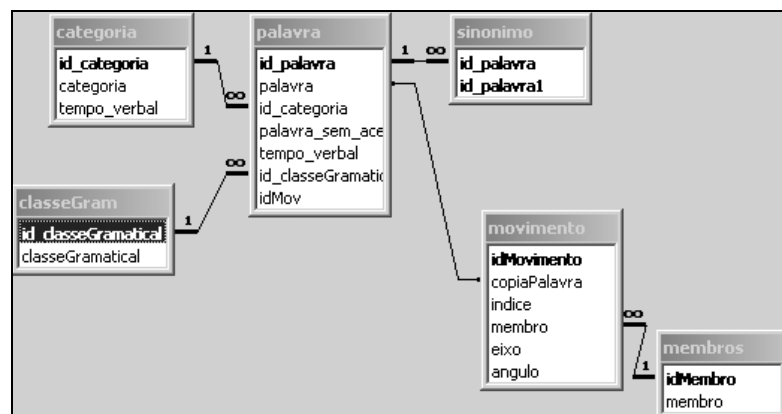 categoria
id_categoria
categoria
tempo_verbal
palavra
id_palavra
palavra
id_categoria
palavra_sem_ace
tempo_verbal
id_classeGramatic
idMov
sinonimo
id_palavra
id_palavra1
classeGram
id_classeGramatical
classeGramatical
movimento
idMovimento
copiaPalavra
indice
membro
eixo
angulo
membros
idMembro
membro
1
∞
1
∞
1
∞
∞
1